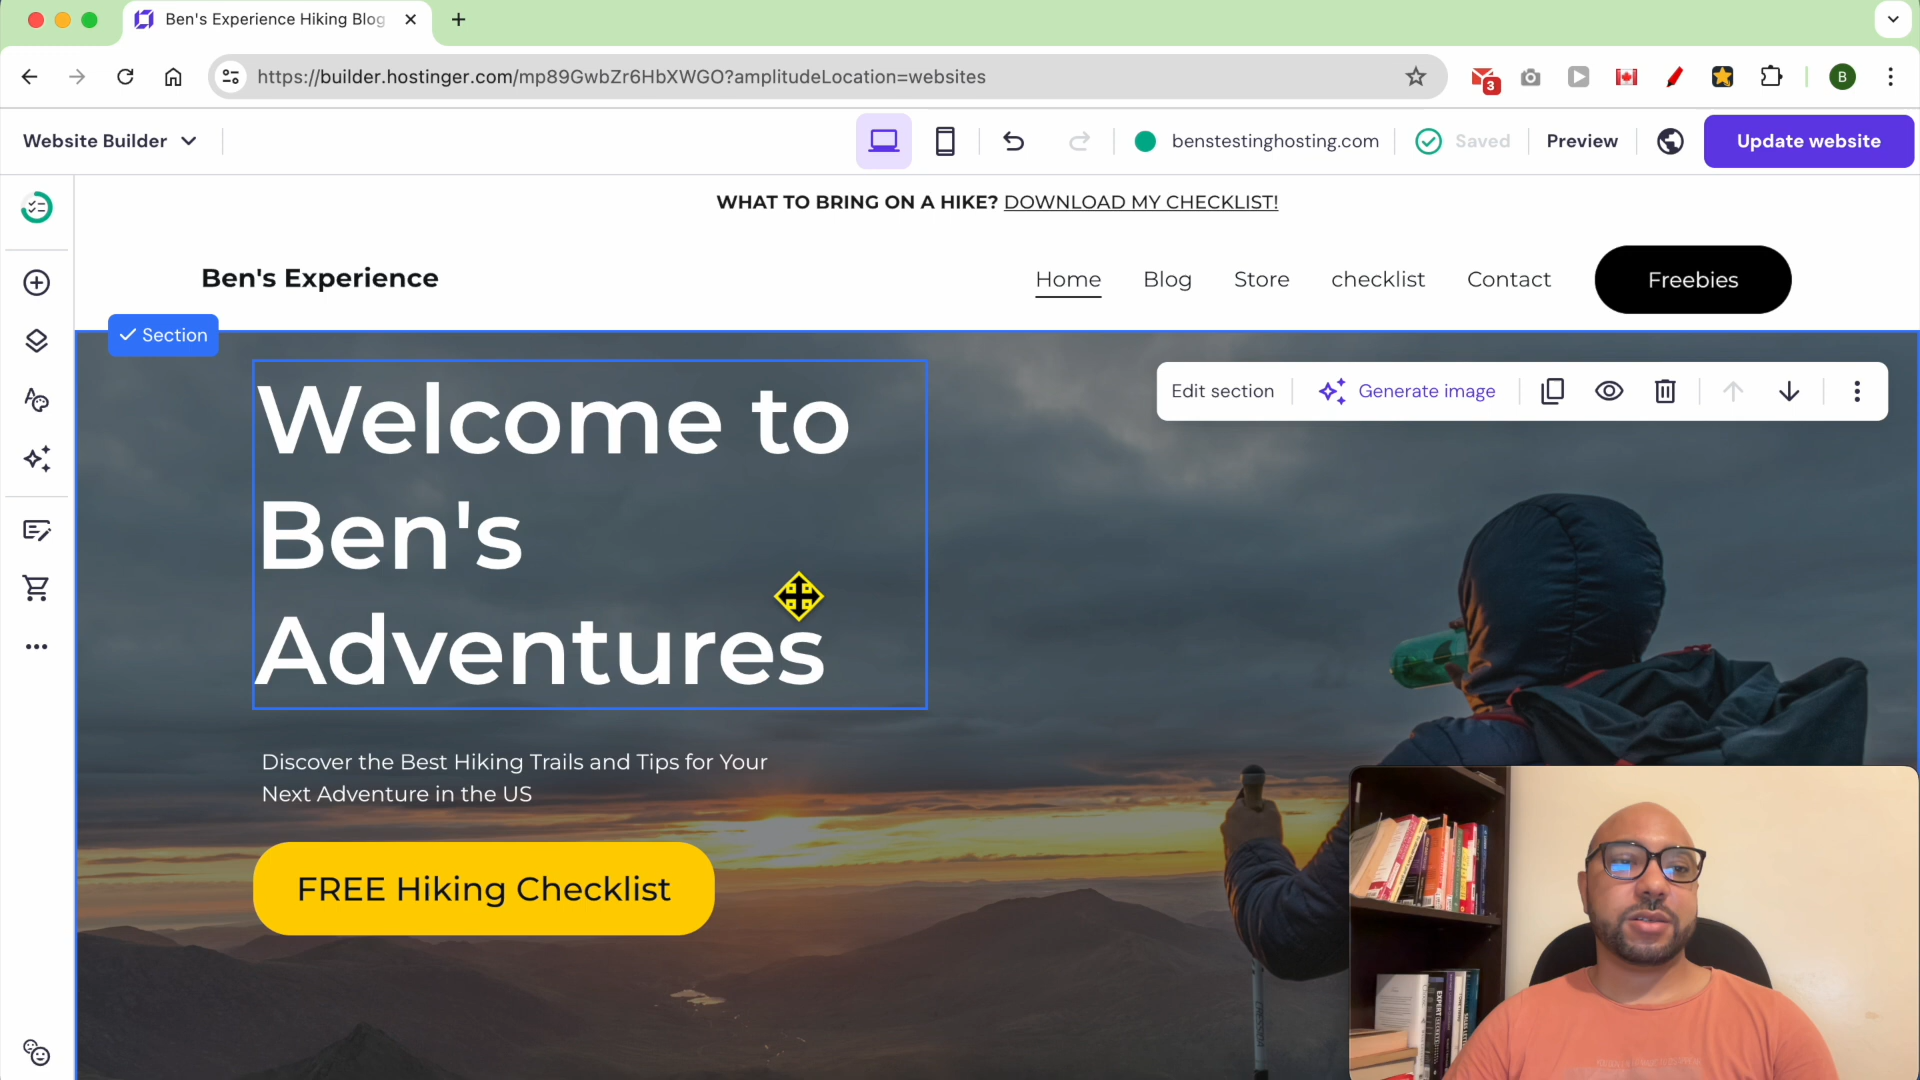 Ben's Experience Hiking Blog
https://builder.hostinger.com/mp89GwbZr6HbXWGO?amplitudeLocation=websites
3
B
Website Builder
benstestinghosting.com
Saved
Preview
Update website
WHAT TO BRING ON A HIKE? DOWNLOAD MY CHECKLIST!
Ben's Experience
Home
Blog
Store
checklist
Contact
Freebies
Section
Edit section
Generate image
Welcome to
Ben's
Adventures
Discover the Best Hiking Trails and Tips for Your
Next Adventure in the US
FREE Hiking Checklist